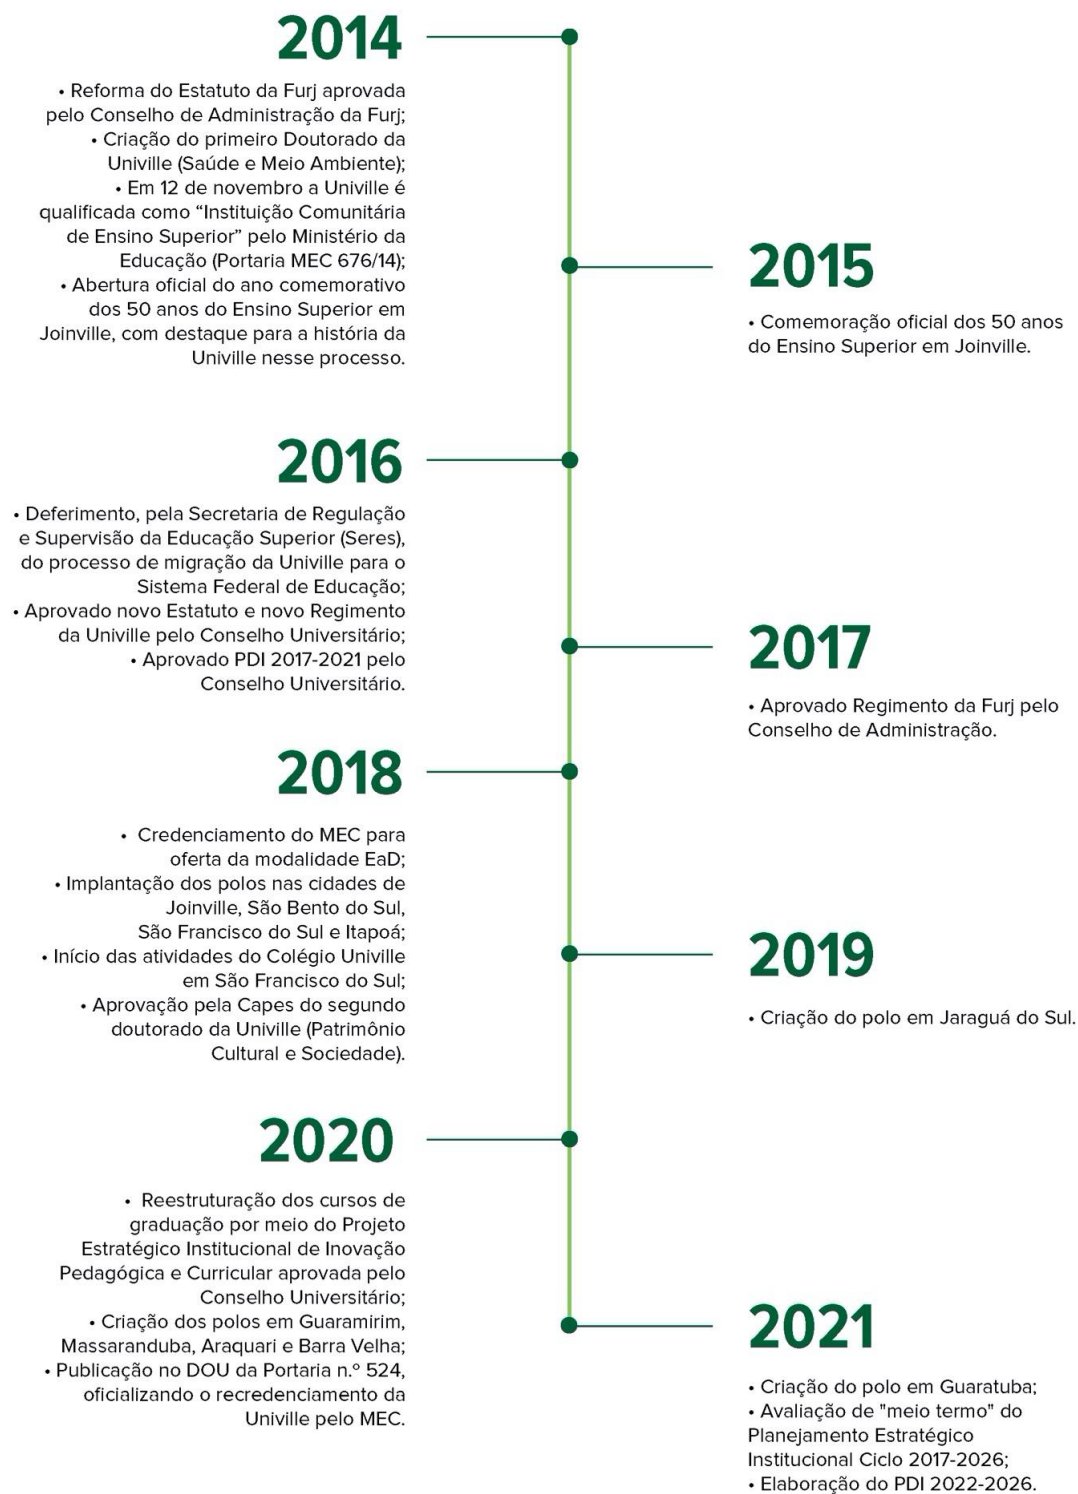 2014
• Reforma do Estatuto da Furj aprovada
pelo Conselho de Administração da Furj;
• Criação do primeiro Doutorado da
Univille (Saúde e Meio Ambiente);
• Em 12 de novembro a Univille é
qualificada como “Instituição Comunitária
de Ensino Superior” pelo Ministério da
Educação (Portaria MEC 676/14);
• Abertura oficial do ano comemorativo
dos 50 anos do Ensino Superior em
Joinville, com destaque para a história da
Univille nesse processo.
2015
• Comemoração oficial dos 50 anos
do Ensino Superior em Joinville.
2016
• Deferimento, pela Secretaria de Regulação
e Supervisão da Educação Superior (Seres),
do processo de migração da Univille para o
Sistema Federal de Educação;
• Aprovado novo Estatuto e novo Regimento
da Univille pelo Conselho Universitário;
• Aprovado PDI 2017-2021 pelo
Conselho Universitário.
2017
• Aprovado Regimento da Furj pelo
Conselho de Administração.
2018
• Credenciamento do MEC para
oferta da modalidade EaD;
• Implantação dos polos nas cidades de
Joinville, São Bento do Sul,
São Francisco do Sul e Itapoá;
• Início das atividades do Colégio Univille
em São Francisco do Sul;
• Aprovação pela Capes do segundo
doutorado da Univille (Patrimônio
Cultural e Sociedade).
2019
• Criação do polo em Jaraguá do Sul.
2020
• Reestruturação dos cursos de
graduação por meio do Projeto
Estratégico Institucional de Inovação
Pedagógica e Curricular aprovada pelo
Conselho Universitário;
• Criação dos polos em Guaramirim,
Massaranduba, Araquari e Barra Velha;
• Publicação no DOU da Portaria n.º 524,
oficializando o recredenciamento da
Univille pelo MEC.
2021
• Criação do polo em Guaratuba;
• Avaliação de "meio termo" do
Planejamento Estratégico
Institucional Ciclo 2017-2026;
• Elaboração do PDI 2022-2026.